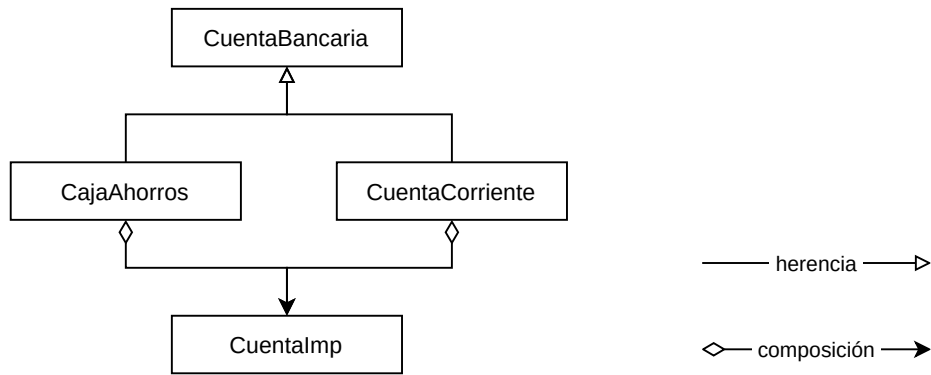 CuentaBancaria
CajaAhorros
CuentaCorriente
CuentaImp
herencia
composición